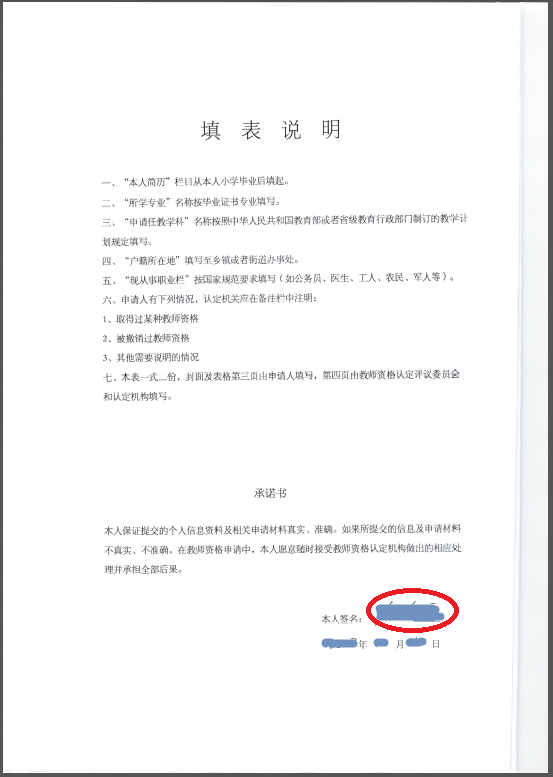 填表说明
一、“本人简历”栏目从本人小学毕业后填起。
二、“所学专业”名称按毕业证书专业填写。
三、“申请任教学科”名称按照中华人民共和国教育部或者省级教育行政部门制订的教学计
划规定填写。
四、“户籍所在地”填写至乡镇或者街道办事处。
五、“现从事职业栏”按国家规范要求填写（如公务员、医生、工人、农民、军人等）。
六、申请人有下列情况，认定机关应在备注栏中注明：
1、取得过某种教师资格
2、被撤销过教师资格
3、其他需要说明的情况
七、本表一式__份，封面及表格第三页由申请人填写，第四页由教师资格认定评议委员会
和认定机构填写。
承诺书
本人保证提交的个人信息资料及相关申请材料真实、准确。如果所提交的信息及申请材料
不真实、不准确，在教师资格申请中，本人愿意随时接受教师资格认定机构做出的相应处
理并承担全部后果。
本人签名：
年 月 日